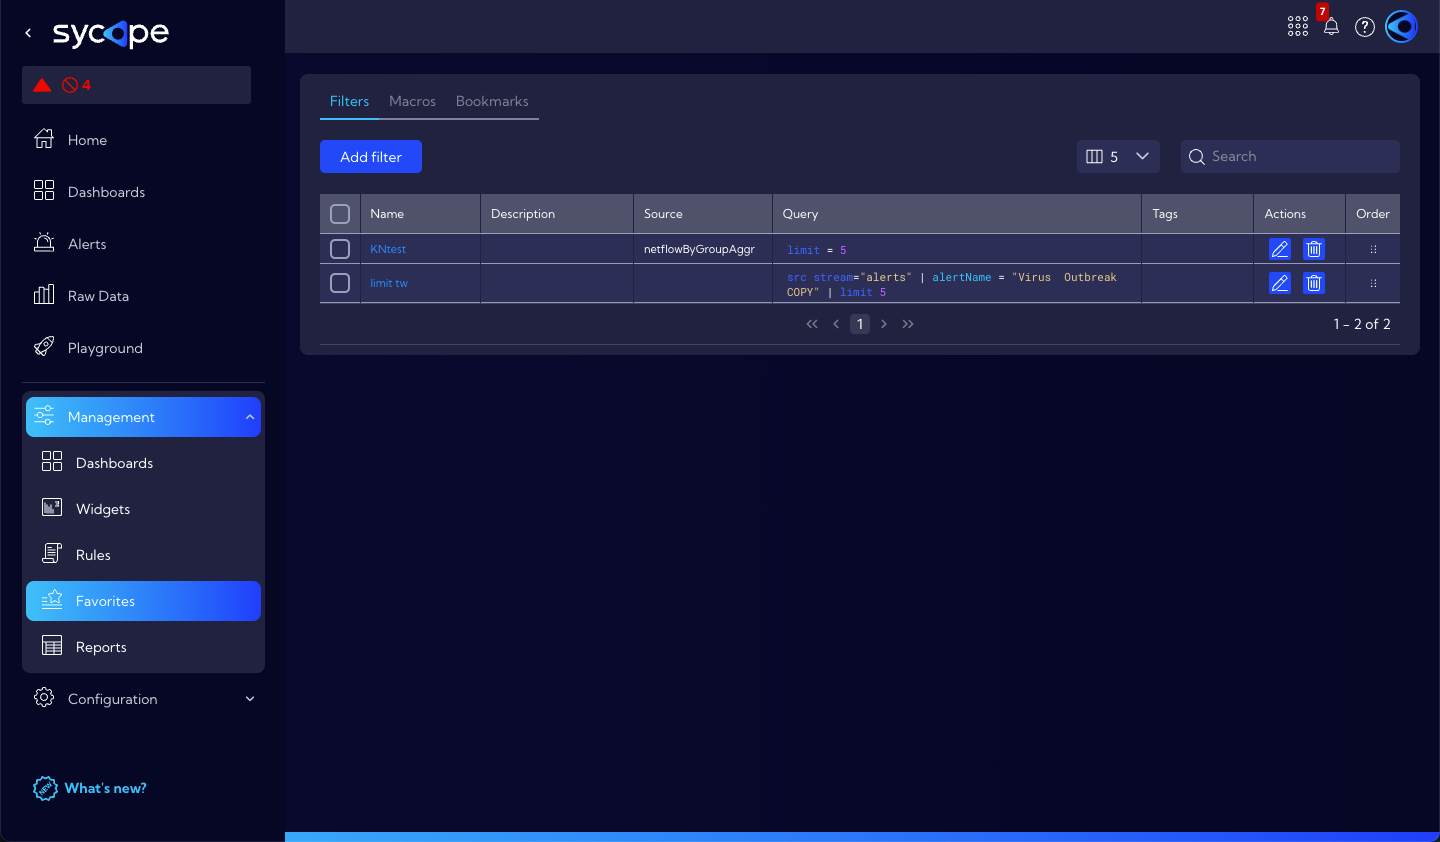 sycope
4
Home
Dashboards
Alerts
Raw Data
Playground
Management
Dashboards
Widgets
Rules
Favorites
Reports
Configuration
What's new?
7
Filters Macros Bookmarks
Add filter 5 Search
Name Description Source Query Tags Actions Order
KNtest netflowByGroupAggr limit = 5
limit tw src stream="alerts" | alertName = "Virus  Outbreak
COPY" | limit 5
1 1 - 2 of 2